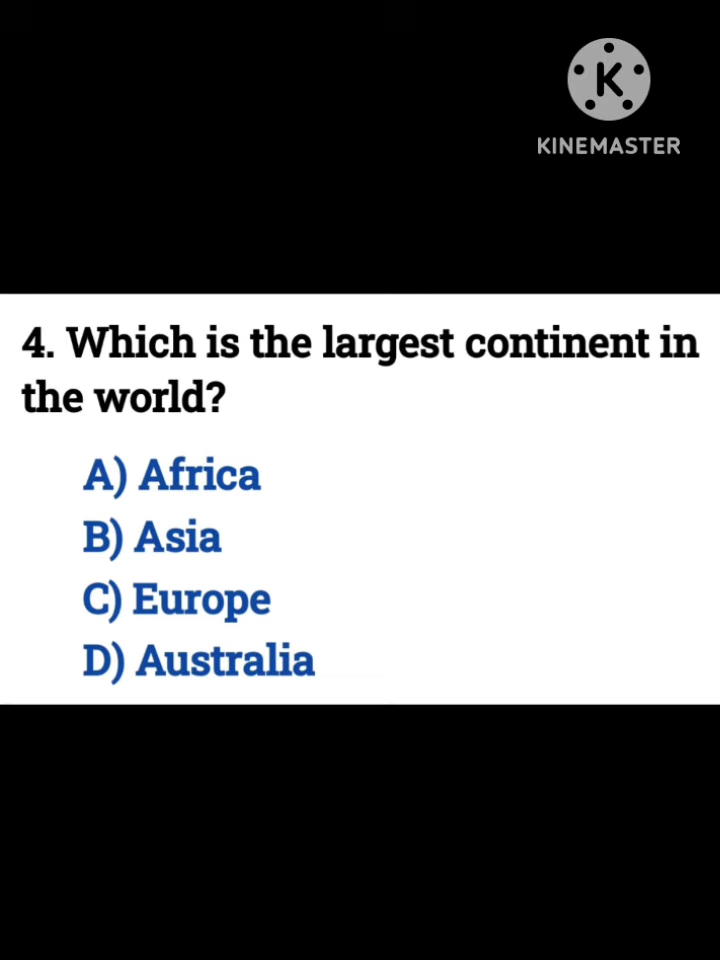 K
KINEMASTER
4. Which is the largest continent in
the world?
A) Africa
B) Asia
C) Europe
D) Australia